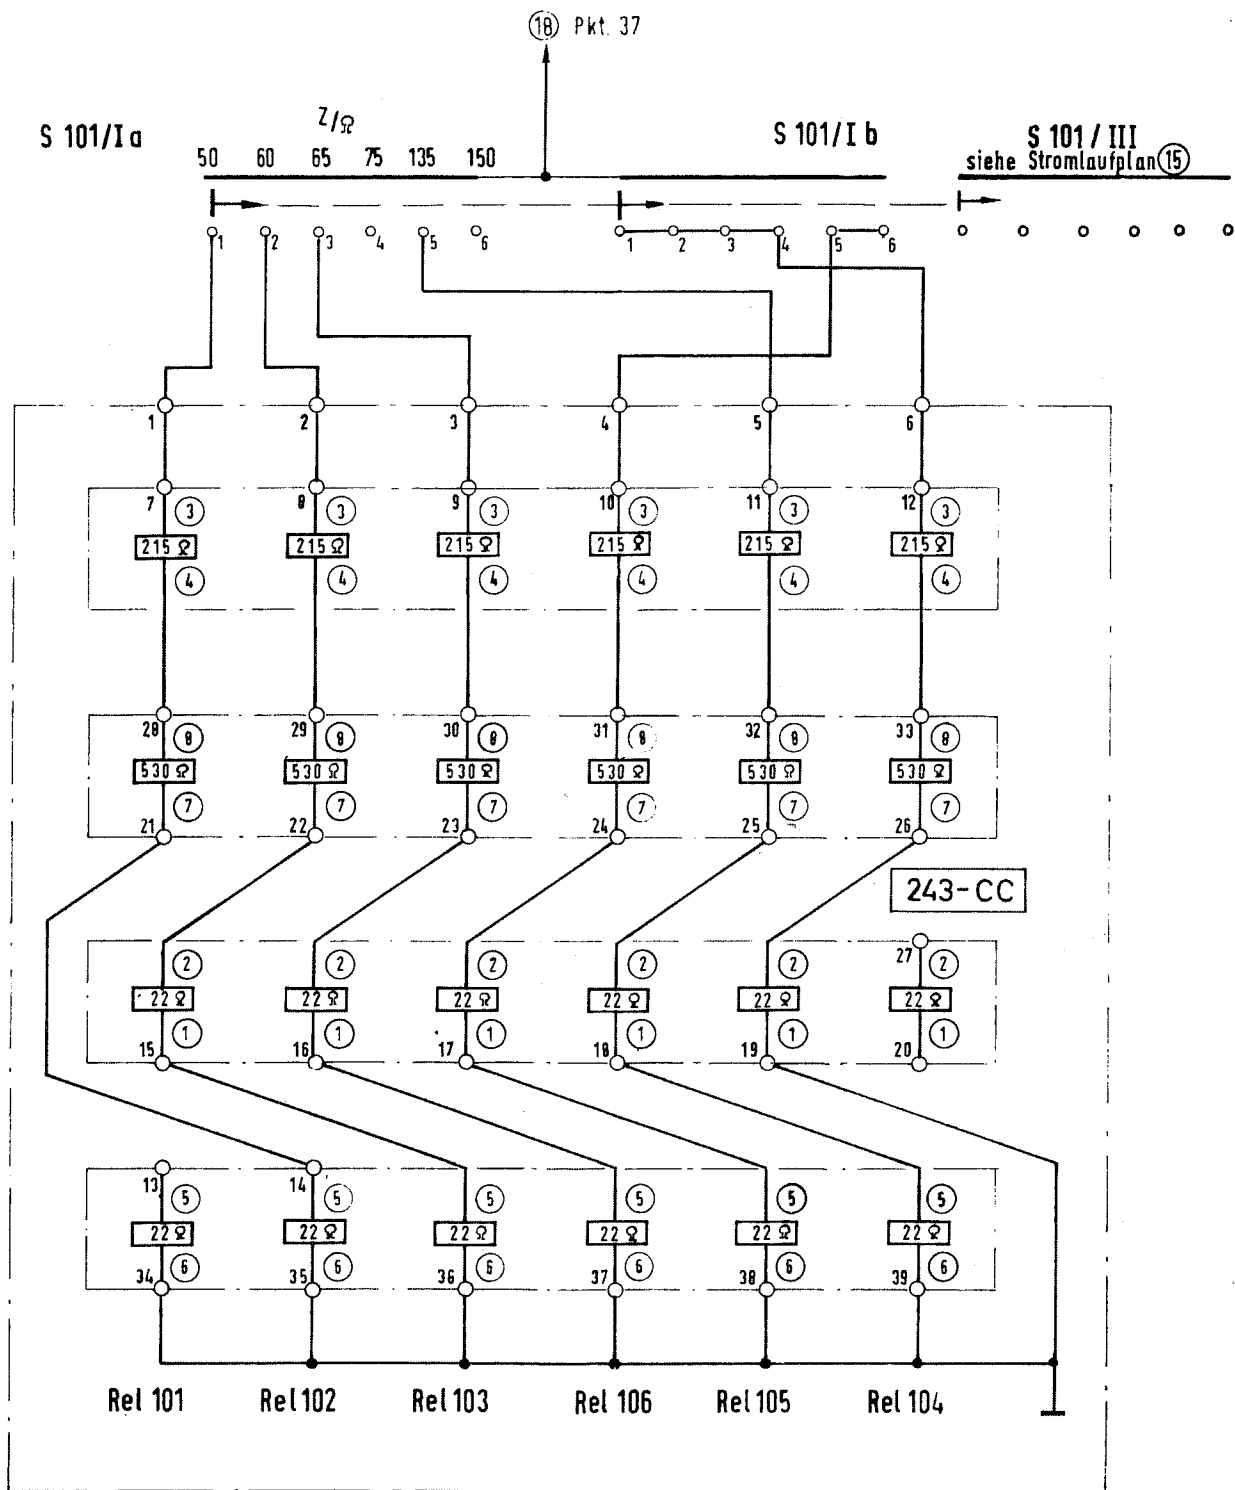 18 Pkt. 37
S 101/I a
Z/Ω
S 101/I b
S 101 / III
siehe Stromlaufplan 15
50 60 65 75 135 150
1 2 3 4 5 6
1 2 3 4 5 6
1 2 3 4 5 6
7 8 9 10 11 12
3 3 3 3 3 3
215 Ω 215 Ω 215 Ω 215 Ω 215 Ω 215 Ω
4 4 4 4 4 4
28 29 30 31 32 33
8 8 8 8 8 8
530 Ω 530 Ω 530 Ω 530 Ω 530 Ω 530 Ω
7 7 7 7 7 7
21 22 23 24 25 26
243-CC
27
2 2 2 2 2 2
22 Ω 22 Ω 22 Ω 22 Ω 22 Ω 22 Ω
1 1 1 1 1 1
15 16 17 18 19 20
13 14
5 5 5 5 5 5
22 Ω 22 Ω 22 Ω 22 Ω 22 Ω 22 Ω
6 6 6 6 6 6
34 35 36 37 38 39
Rel 101 Rel 102 Rel 103 Rel 106 Rel 105 Rel 104